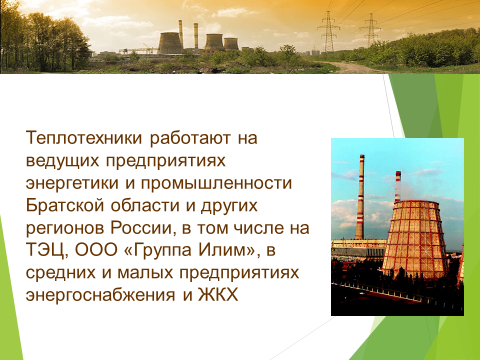 Теплотехники работают на
ведущих предприятиях
энергетики и промышленности
Братской области и других
регионов России, в том числе на
ТЭЦ, ООО «Группа Илим», в
средних и малых предприятиях
энергоснабжения и ЖКХ